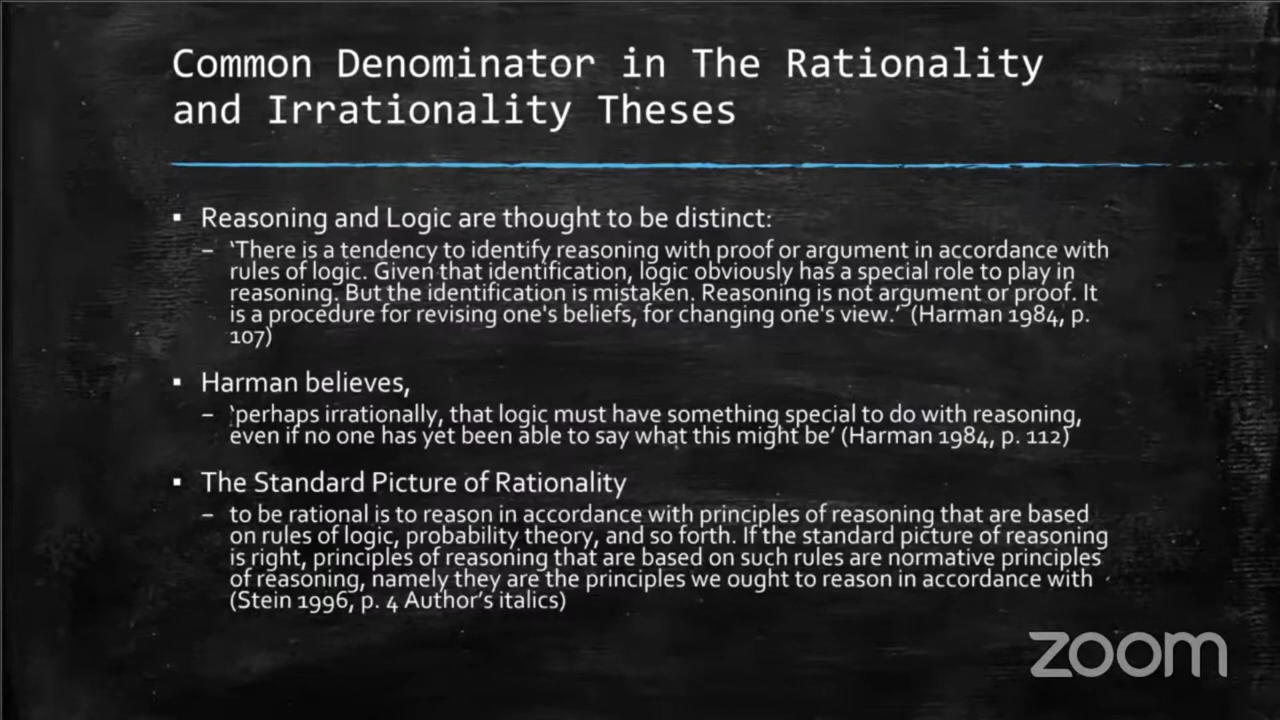 Common Denominator in The Rationality
and Irrationality Theses
▪ Reasoning and Logic are thought to be distinct:
– ‘There is a tendency to identify reasoning with proof or argument in accordance with
rules of logic. Given that identification, logic obviously has a special role to play in
reasoning. But the identification is mistaken. Reasoning is not argument or proof. It
is a procedure for revising one's beliefs, for changing one's view.’ (Harman 1984, p.
107)
▪ Harman believes,
– ‘perhaps irrationally, that logic must have something special to do with reasoning,
even if no one has yet been able to say what this might be’ (Harman 1984, p. 112)
▪ The Standard Picture of Rationality
– to be rational is to reason in accordance with principles of reasoning that are based
on rules of logic, probability theory, and so forth. If the standard picture of reasoning
is right, principles of reasoning that are based on such rules are normative principles
of reasoning, namely they are the principles we ought to reason in accordance with
(Stein 1996, p. 4 Author’s italics)
zoom